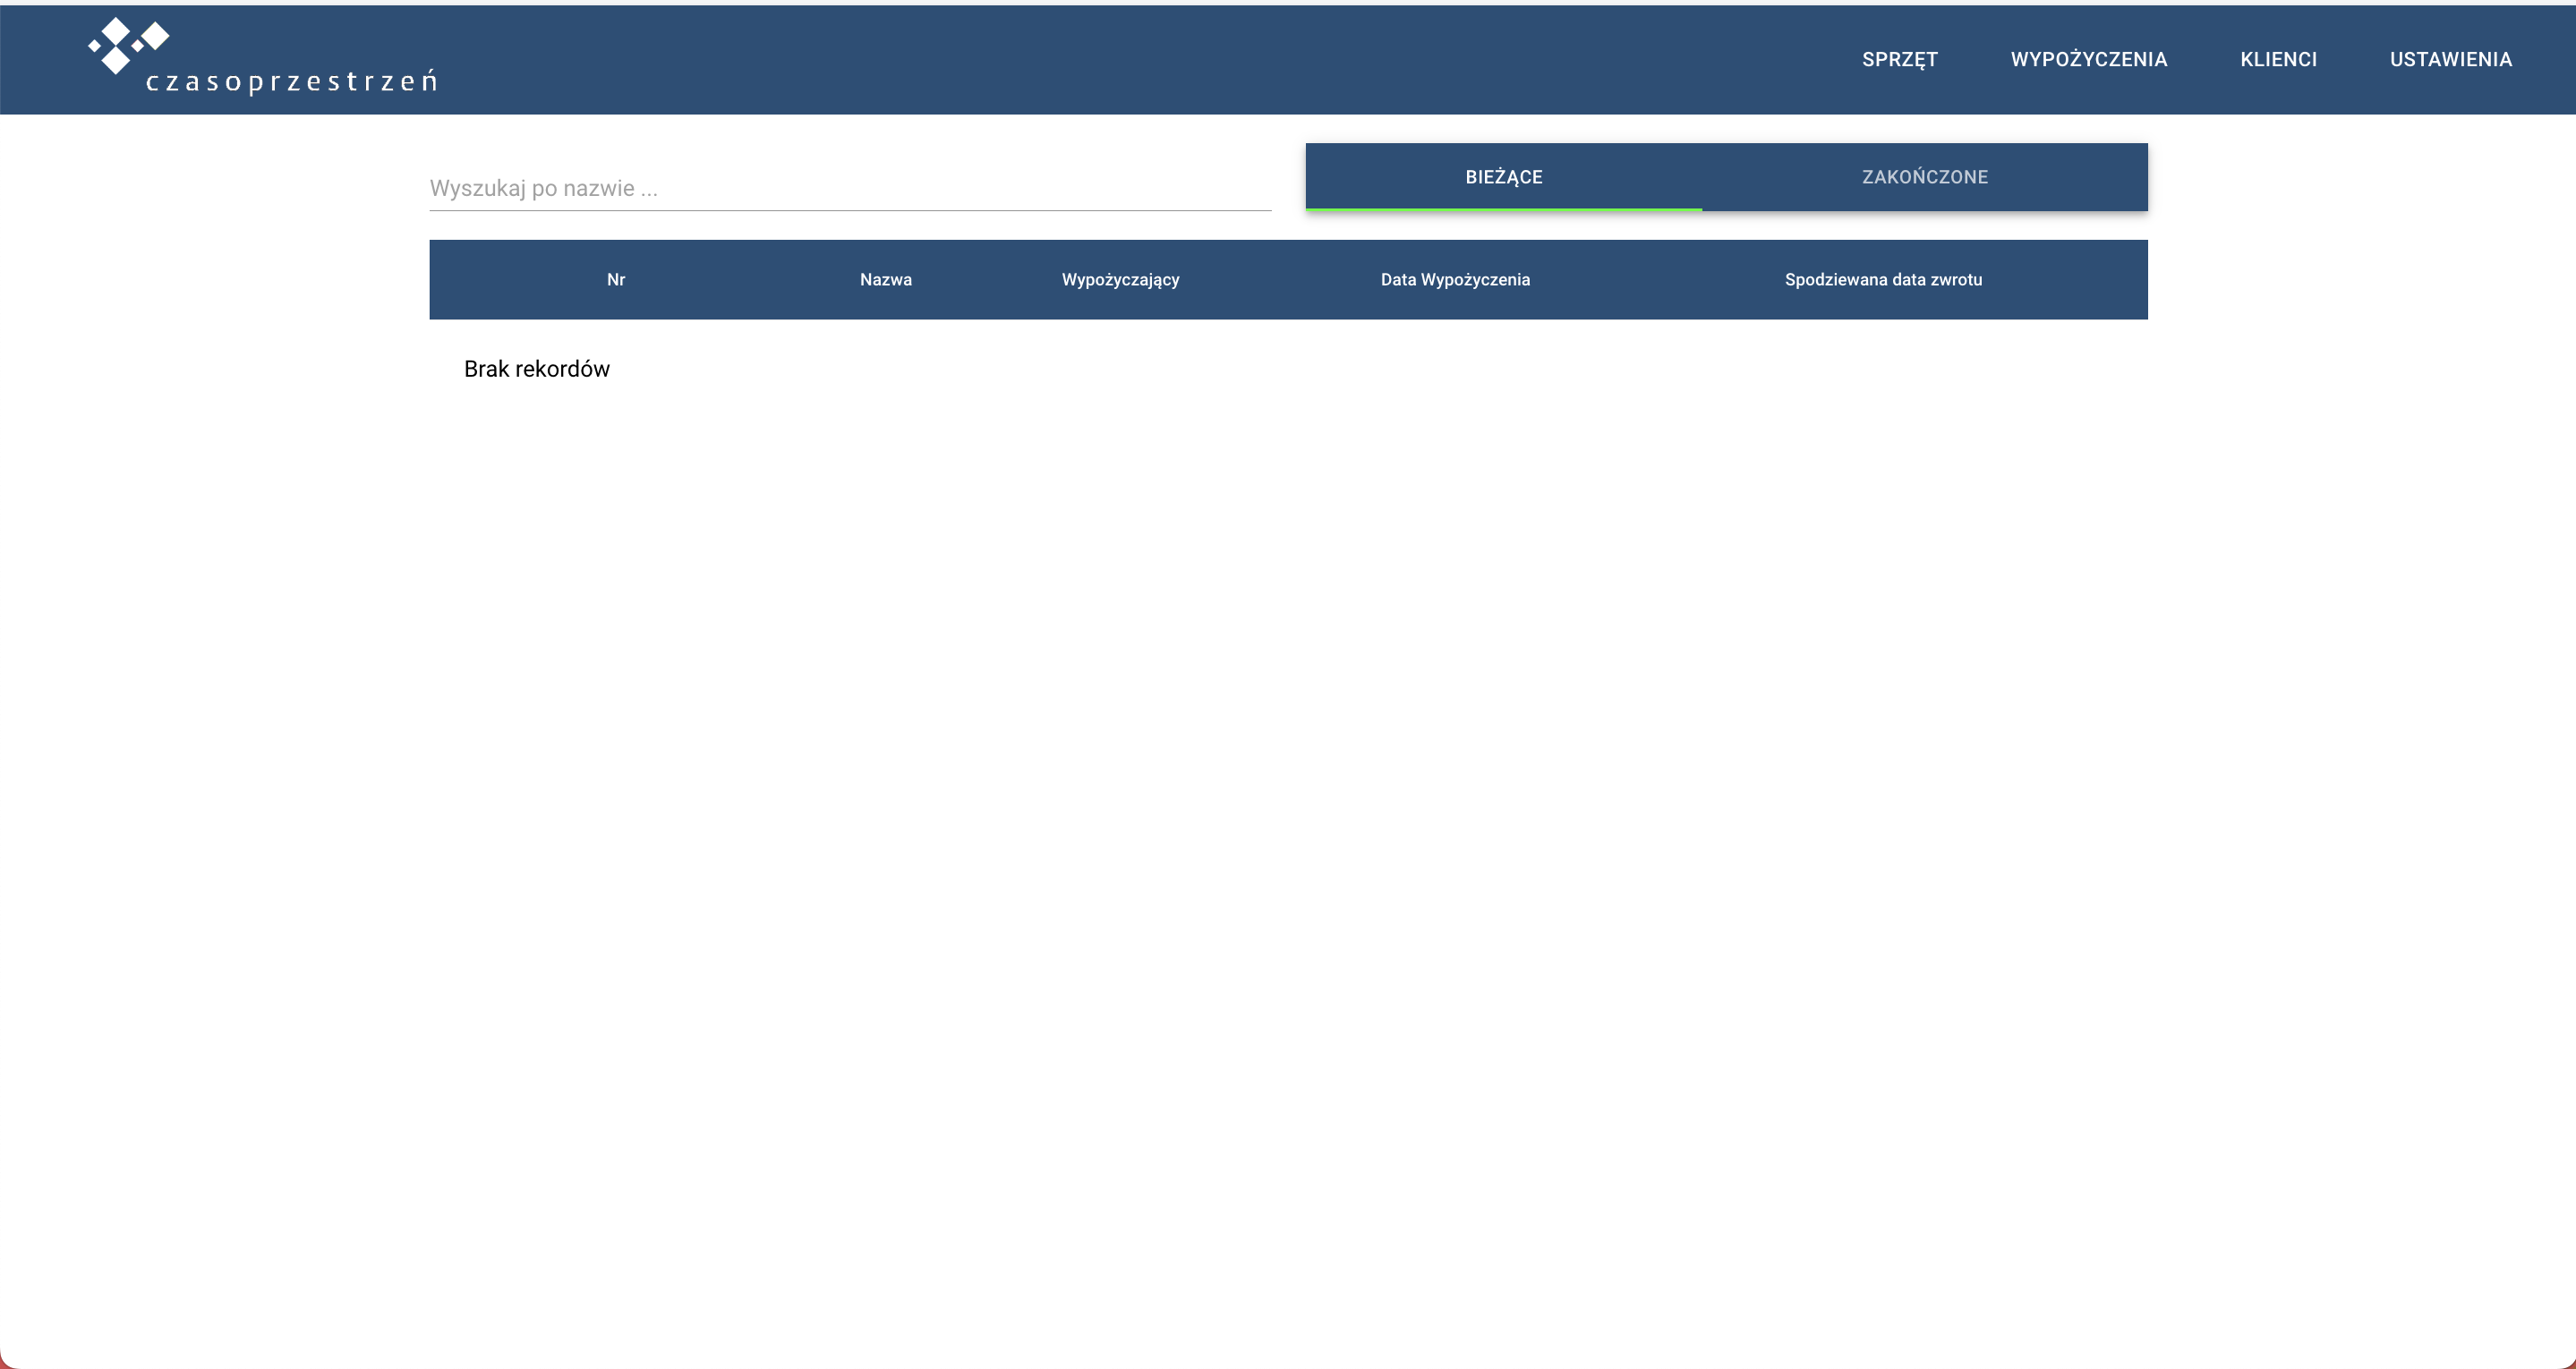 czasoprzestrzeń
SPRZĘT WYPOŻYCZENIA KLIENCI USTAWIENIA
Wyszukaj po nazwie ...
BIEŻĄCE ZAKOŃCZONE
Nr Nazwa Wypożyczający Data Wypożyczenia Spodziewana data zwrotu
Brak rekordów